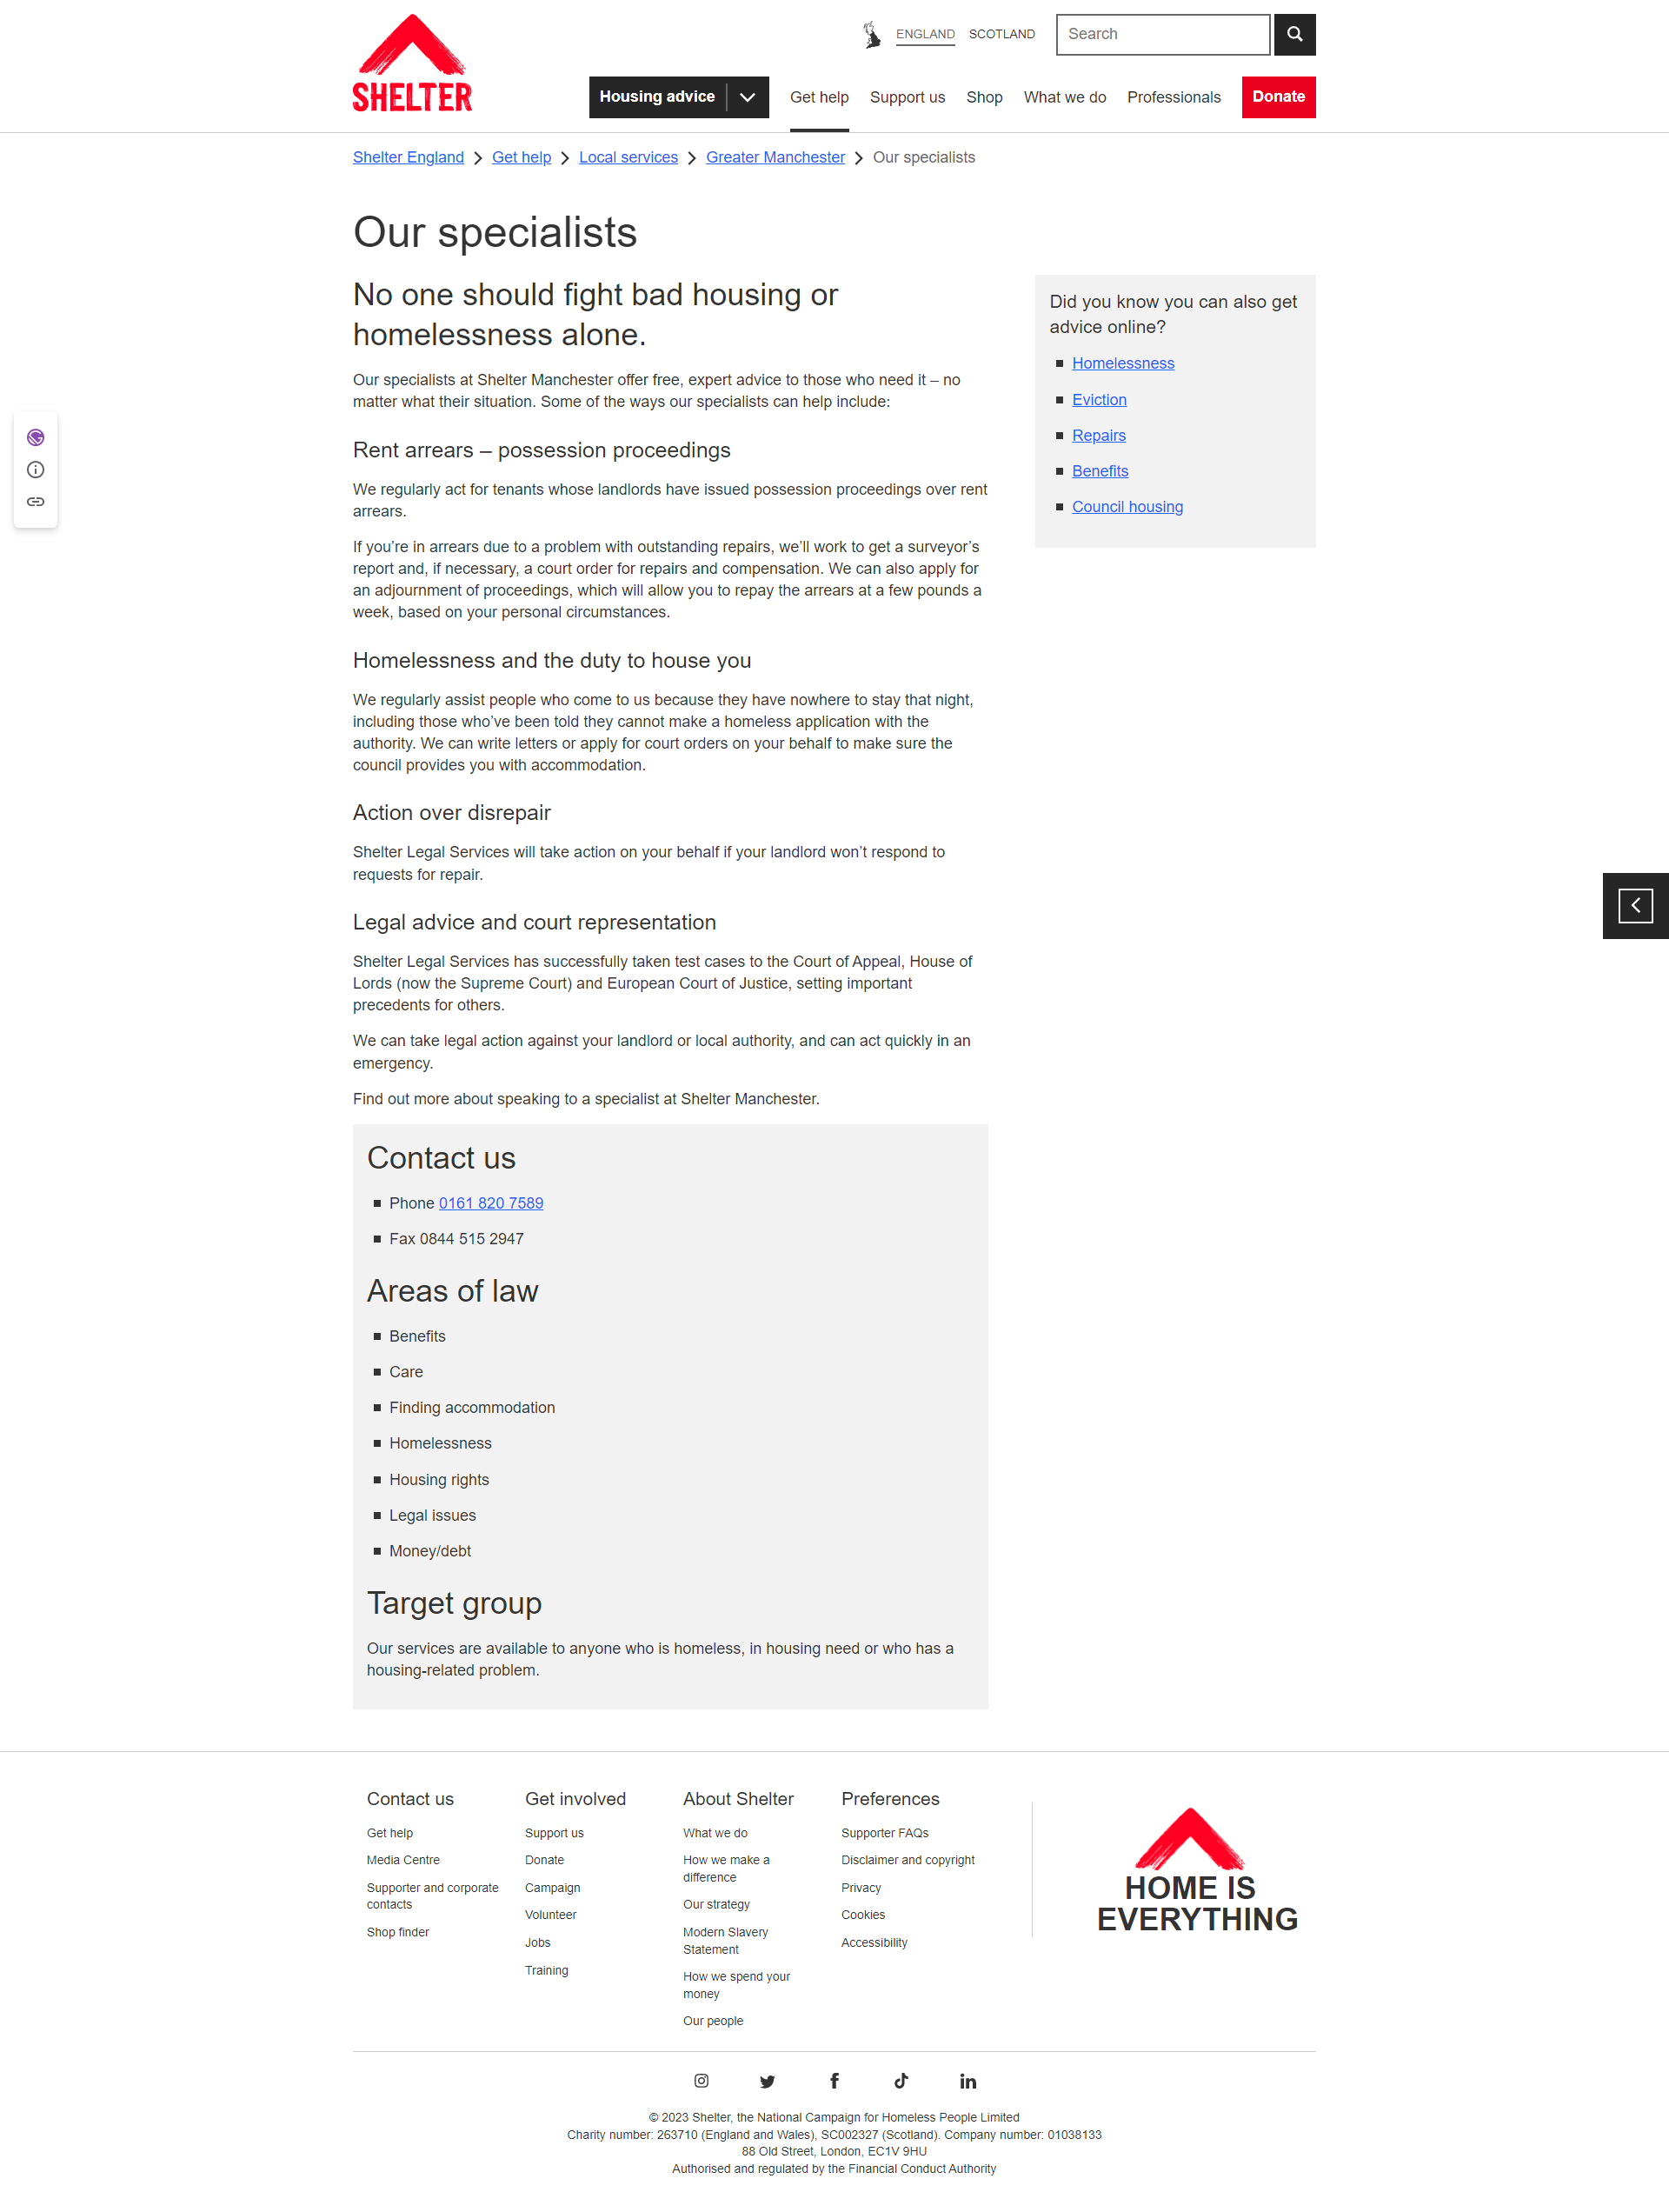 SHELTER
ENGLAND
SCOTLAND
Search
Housing advice
Get help
Support us
Shop
What we do
Professionals
Donate
Shelter England
Get help
Local services
Greater Manchester
Our specialists
Our specialists
No one should fight bad housing or
homelessness alone.
Our specialists at Shelter Manchester offer free, expert advice to those who need it – no
matter what their situation. Some of the ways our specialists can help include:
Rent arrears – possession proceedings
We regularly act for tenants whose landlords have issued possession proceedings over rent
arrears.
If you’re in arrears due to a problem with outstanding repairs, we’ll work to get a surveyor’s
report and, if necessary, a court order for repairs and compensation. We can also apply for
an adjournment of proceedings, which will allow you to repay the arrears at a few pounds a
week, based on your personal circumstances.
Homelessness and the duty to house you
We regularly assist people who come to us because they have nowhere to stay that night,
including those who’ve been told they cannot make a homeless application with the
authority. We can write letters or apply for court orders on your behalf to make sure the
council provides you with accommodation.
Action over disrepair
Shelter Legal Services will take action on your behalf if your landlord won’t respond to
requests for repair.
Legal advice and court representation
Shelter Legal Services has successfully taken test cases to the Court of Appeal, House of
Lords (now the Supreme Court) and European Court of Justice, setting important
precedents for others.
We can take legal action against your landlord or local authority, and can act quickly in an
emergency.
Find out more about speaking to a specialist at Shelter Manchester.
Did you know you can also get
advice online?
Homelessness
Eviction
Repairs
Benefits
Council housing
Contact us
Phone 0161 820 7589
Fax 0844 515 2947
Areas of law
Benefits
Care
Finding accommodation
Homelessness
Housing rights
Legal issues
Money/debt
Target group
Our services are available to anyone who is homeless, in housing need or who has a
housing-related problem.
Contact us
Get help
Media Centre
Supporter and corporate
contacts
Shop finder
Get involved
Support us
Donate
Campaign
Volunteer
Jobs
Training
About Shelter
What we do
How we make a
difference
Our strategy
Modern Slavery
Statement
How we spend your
money
Our people
Preferences
Supporter FAQs
Disclaimer and copyright
Privacy
Cookies
Accessibility
HOME IS
EVERYTHING
© 2023 Shelter, the National Campaign for Homeless People Limited
Charity number: 263710 (England and Wales), SC002327 (Scotland). Company number: 01038133
88 Old Street, London, EC1V 9HU
Authorised and regulated by the Financial Conduct Authority